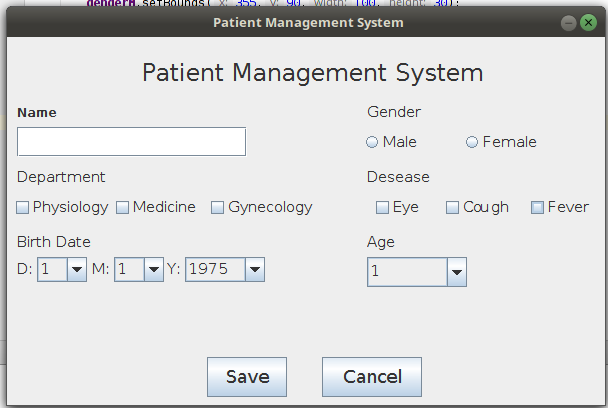 genderM.setBounds( x: 355, y: 90, width: 100, height: 30);
Patient Management System
Patient Management System
Name Gender
Male Female
Department Desease
Physiology Medicine Gynecology Eye Cough Fever
Birth Date Age
D: 1 M: 1 Y: 1975 1
Save Cancel